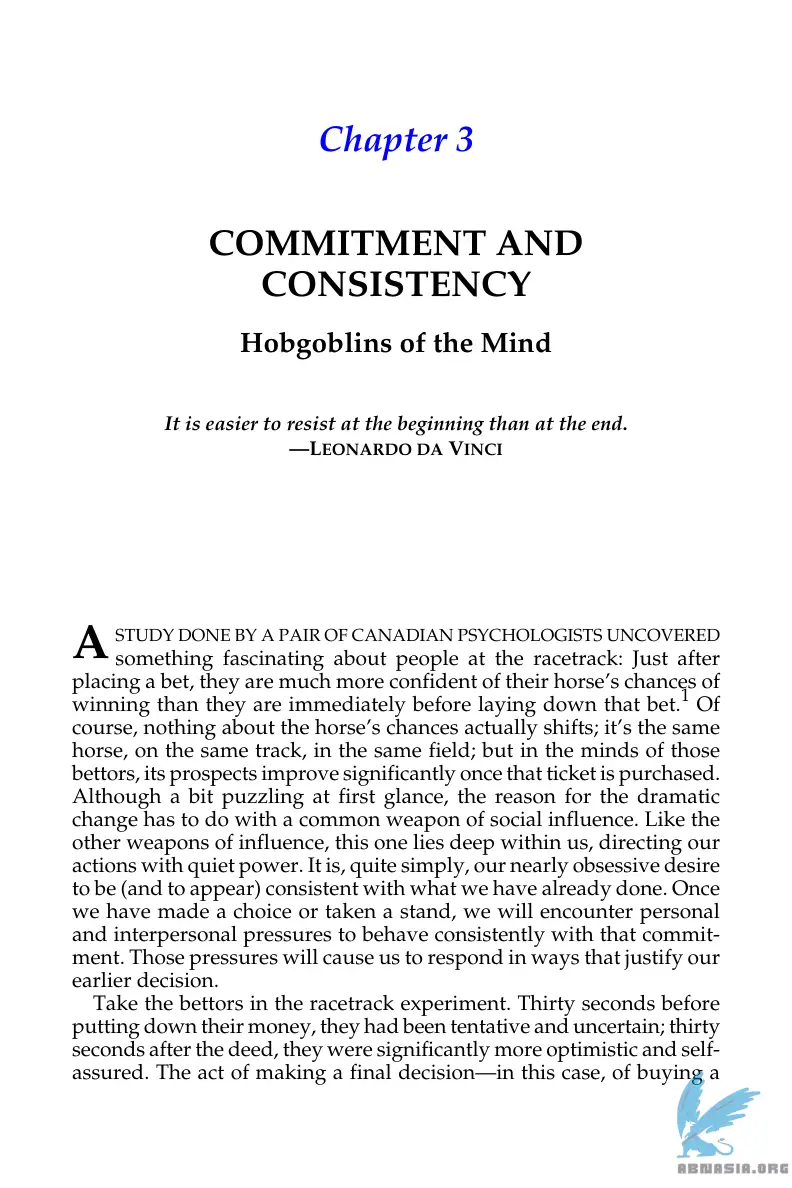 Chapter 3
COMMITMENT AND
CONSISTENCY
Hobgoblins of the Mind
It is easier to resist at the beginning than at the end.
—LEONARDO DA VINCI
A STUDY DONE BY A PAIR OF CANADIAN PSYCHOLOGISTS UNCOVERED
something fascinating about people at the racetrack: Just after
placing a bet, they are much more confident of their horse's chances of
winning than they are immediately before laying down that bet.1 Of
course, nothing about the horse's chances actually shifts; it's the same
horse, on the same track, in the same field; but in the minds of those
bettors, its prospects improve significantly once that ticket is purchased.
Although a bit puzzling at first glance, the reason for the dramatic
change has to do with a common weapon of social influence. Like the
other weapons of influence, this one lies deep within us, directing our
actions with quiet power. It is, quite simply, our nearly obsessive desire
to be (and to appear) consistent with what we have already done. Once
we have made a choice or taken a stand, we will encounter personal
and interpersonal pressures to behave consistently with that commit-
ment. Those pressures will cause us to respond in ways that justify our
earlier decision.
Take the bettors in the racetrack experiment. Thirty seconds before
putting down their money, they had been tentative and uncertain; thirty
seconds after the deed, they were significantly more optimistic and self-
assured. The act of making a final decision—in this case, of buying a
ABNASIA.ORG